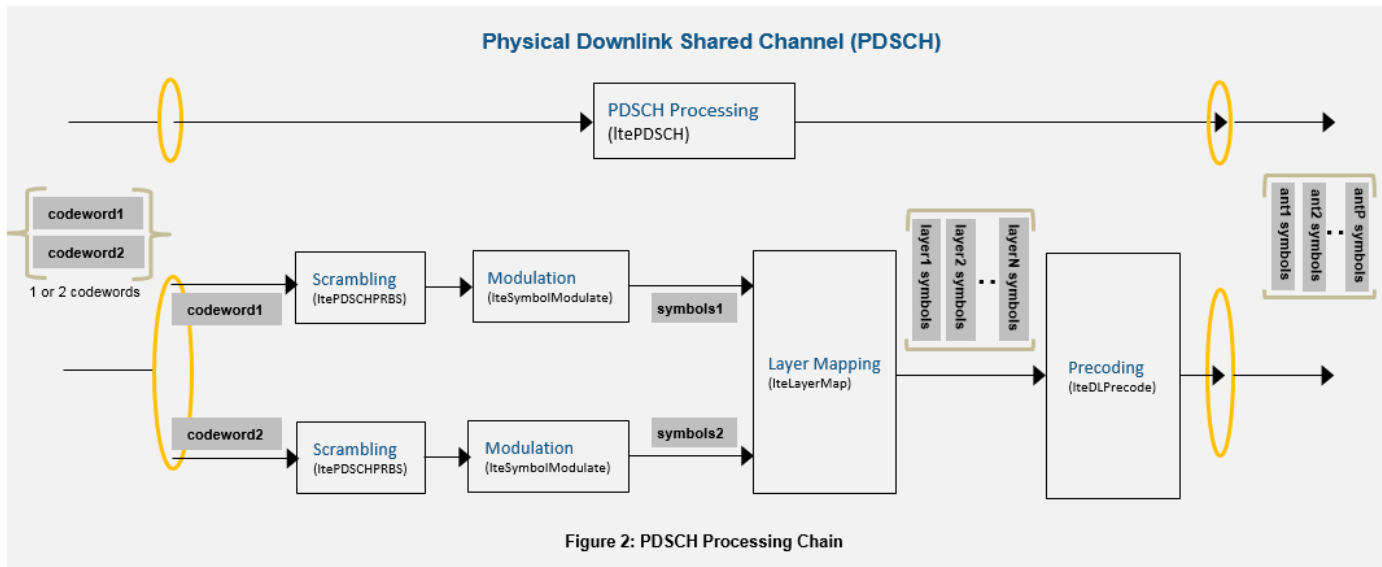 Physical Downlink Shared Channel (PDSCH)
PDSCH Processing
(ltePDSCH)
codeword1
codeword2
1 or 2 codewords
layer1 symbols
layer2 symbols
..
layerN symbols
ant1 symbols
ant2 symbols
..
antP symbols
codeword1
Scrambling
(ltePDSCHPRBS)
Modulation
(lteSymbolModulate)
symbols1
Layer Mapping
(lteLayerMap)
Precoding
(lteDLPrecode)
codeword2
Scrambling
(ltePDSCHPRBS)
Modulation
(lteSymbolModulate)
symbols2
Figure 2: PDSCH Processing Chain